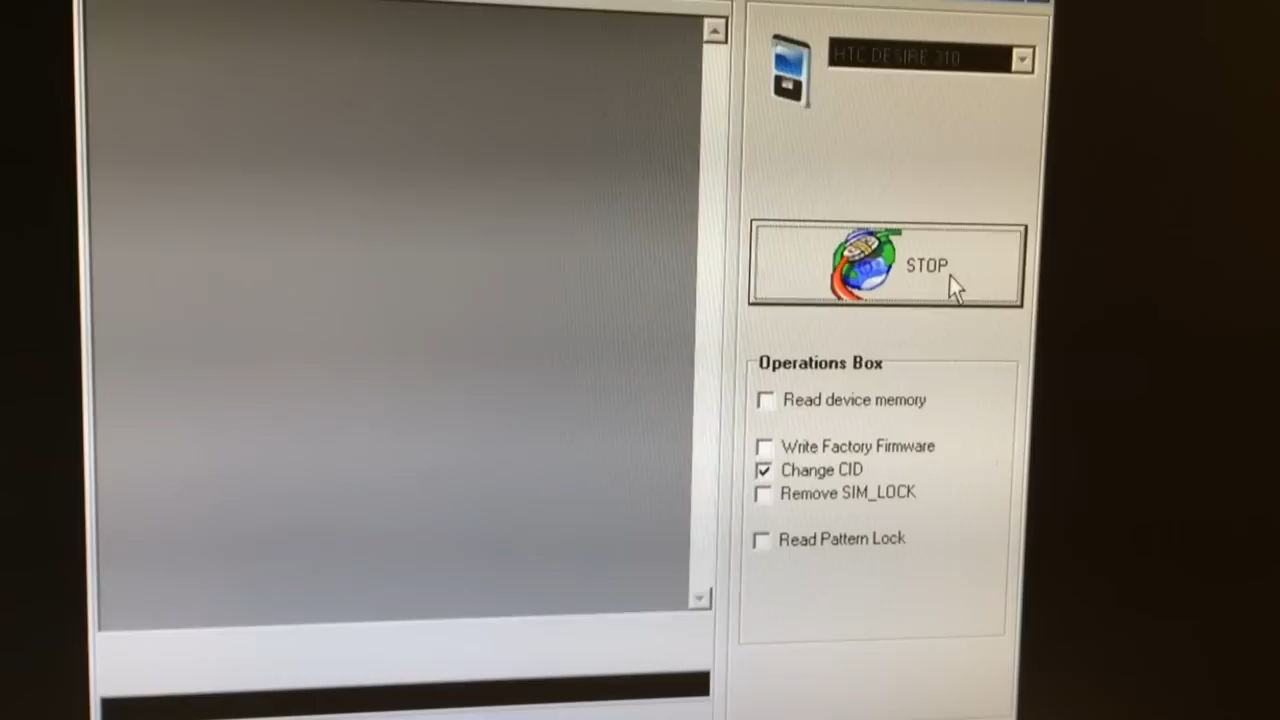 HTC DESIRE 310
STOP
Operations Box
Read device memory
Write Factory Firmware
Change CID
Remove SIM_LOCK
Read Pattern Lock